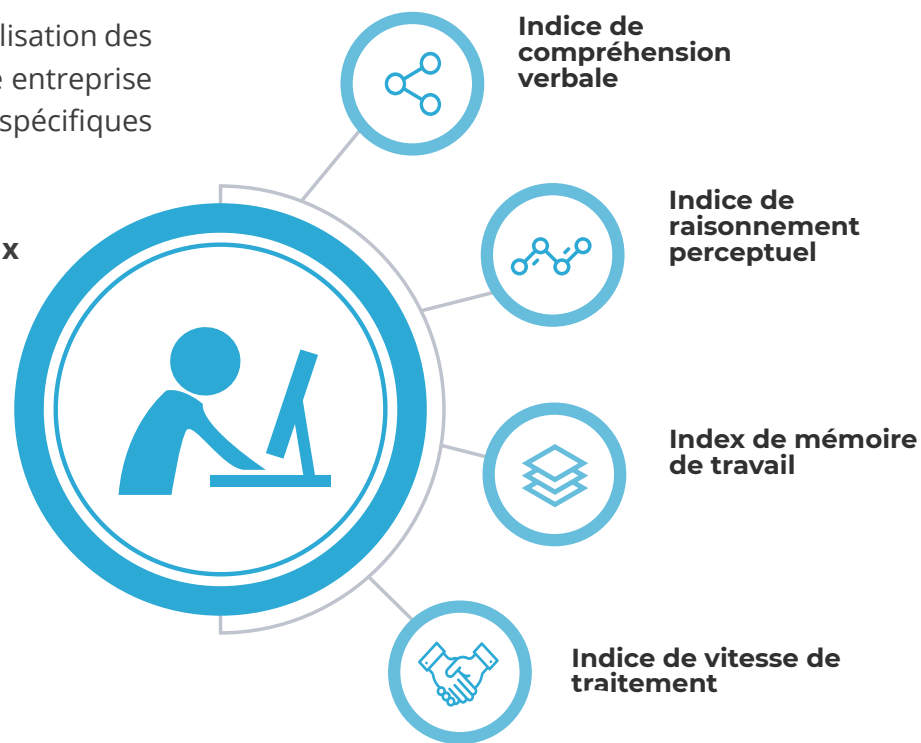 lisation des
entreprise
spécifiques
x
Indice de
compréhension
verbale
Indice de
raisonnement
perceptuel
Index de mémoire
de travail
Indice de vitesse de
traitement